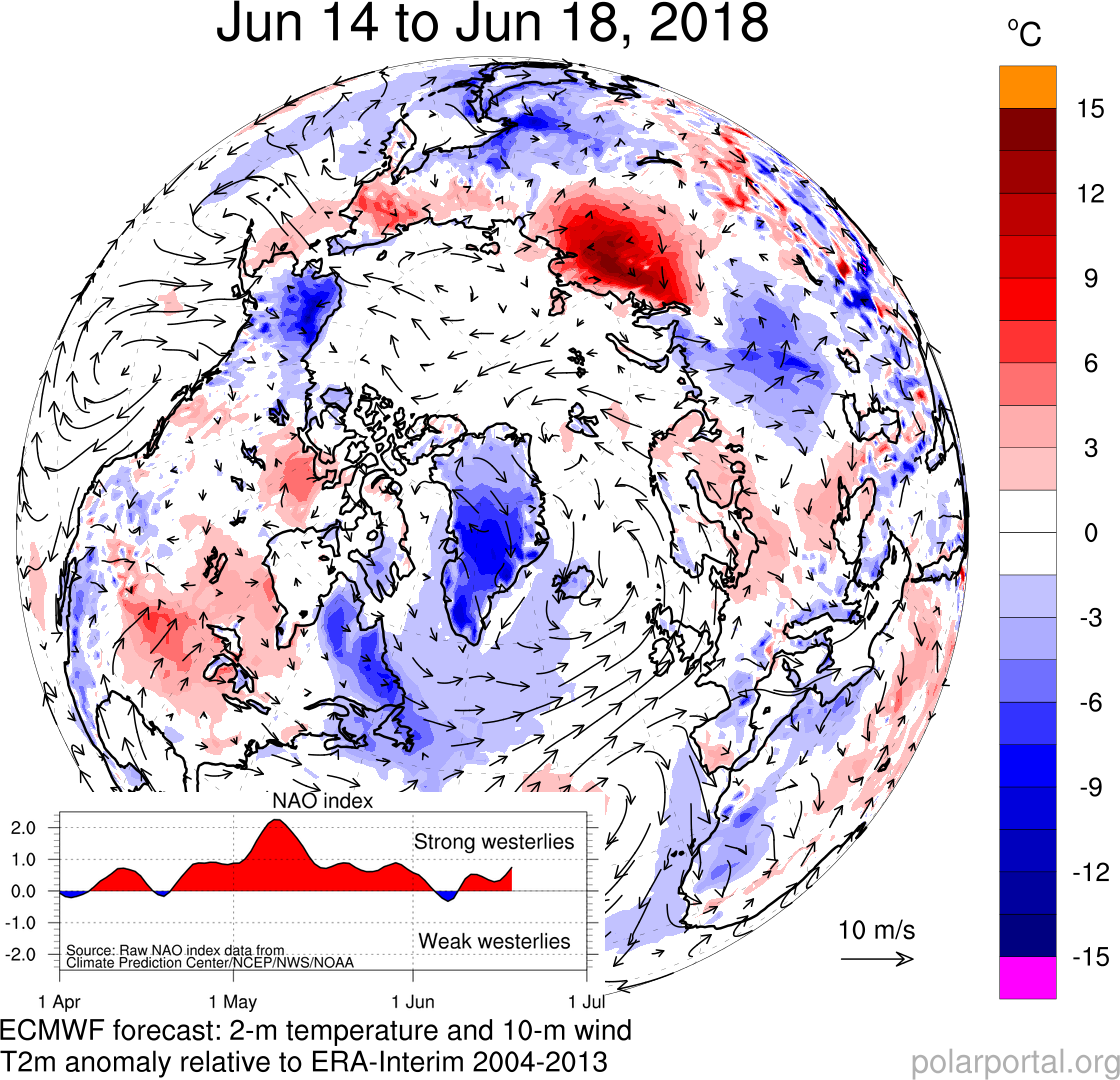 Jun 14 to Jun 18, 2018
oC
15
12
9
6
3
0
-3
-6
-9
-12
-15
10 m/s
NAO index
2.0
1.0
0.0
-1.0
-2.0
Strong westerlies
Weak westerlies
Source: Raw NAO index data from
Climate Prediction Center/NCEP/NWS/NOAA
1 Apr 1 May 1 Jun 1 Jul
ECMWF forecast: 2-m temperature and 10-m wind
T2m anomaly relative to ERA-Interim 2004-2013
polarportal.org